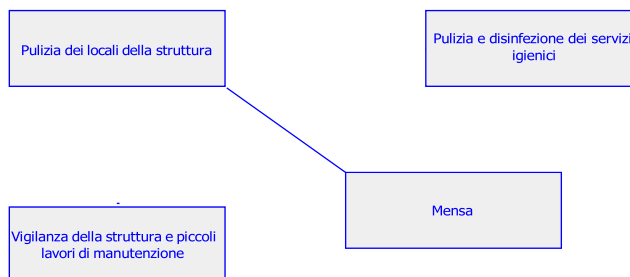 Pulizia dei locali della struttura
Pulizia e disinfezione dei servizi
igienici
Mensa
Vigilanza della struttura e piccoli
lavori di manutenzione